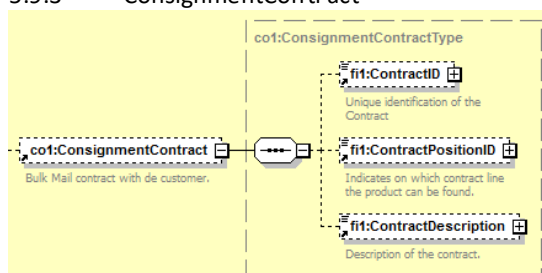 ConsignmentContract
co1:ConsignmentContractType
fi1:ContractID
Unique identification of the
Contract
co1:ConsignmentContract
Bulk Mail contract with de customer.
fi1:ContractPositionID
Indicates on which contract line
the product can be found.
fi1:ContractDescription
Description of the contract.